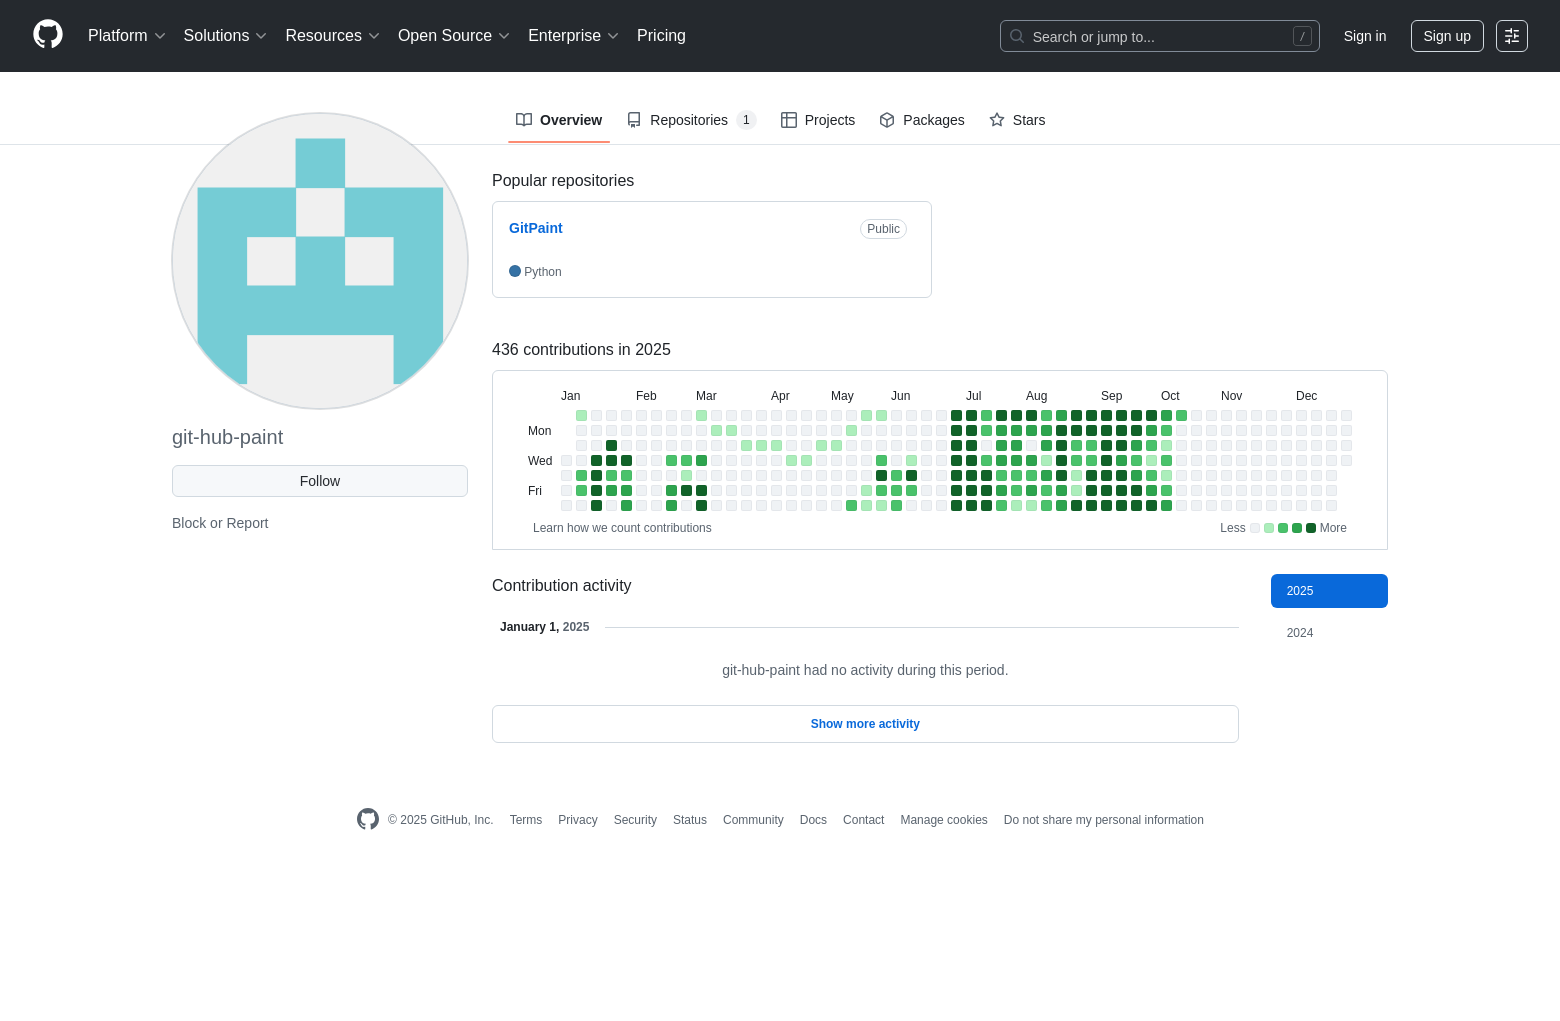 Platform Solutions Resources Open Source Enterprise Pricing Search or jump to... / Sign in Sign up
Overview Repositories 1 Projects Packages Stars
git-hub-paint
Follow
Block or Report
Popular repositories
GitPaint Public
Python
436 contributions in 2025
Jan Feb Mar Apr May Jun Jul Aug Sep Oct Nov Dec
Mon
Wed
Fri
Learn how we count contributions Less More
Contribution activity
2025
2024
January 1, 2025
git-hub-paint had no activity during this period.
Show more activity
© 2025 GitHub, Inc. Terms Privacy Security Status Community Docs Contact Manage cookies Do not share my personal information